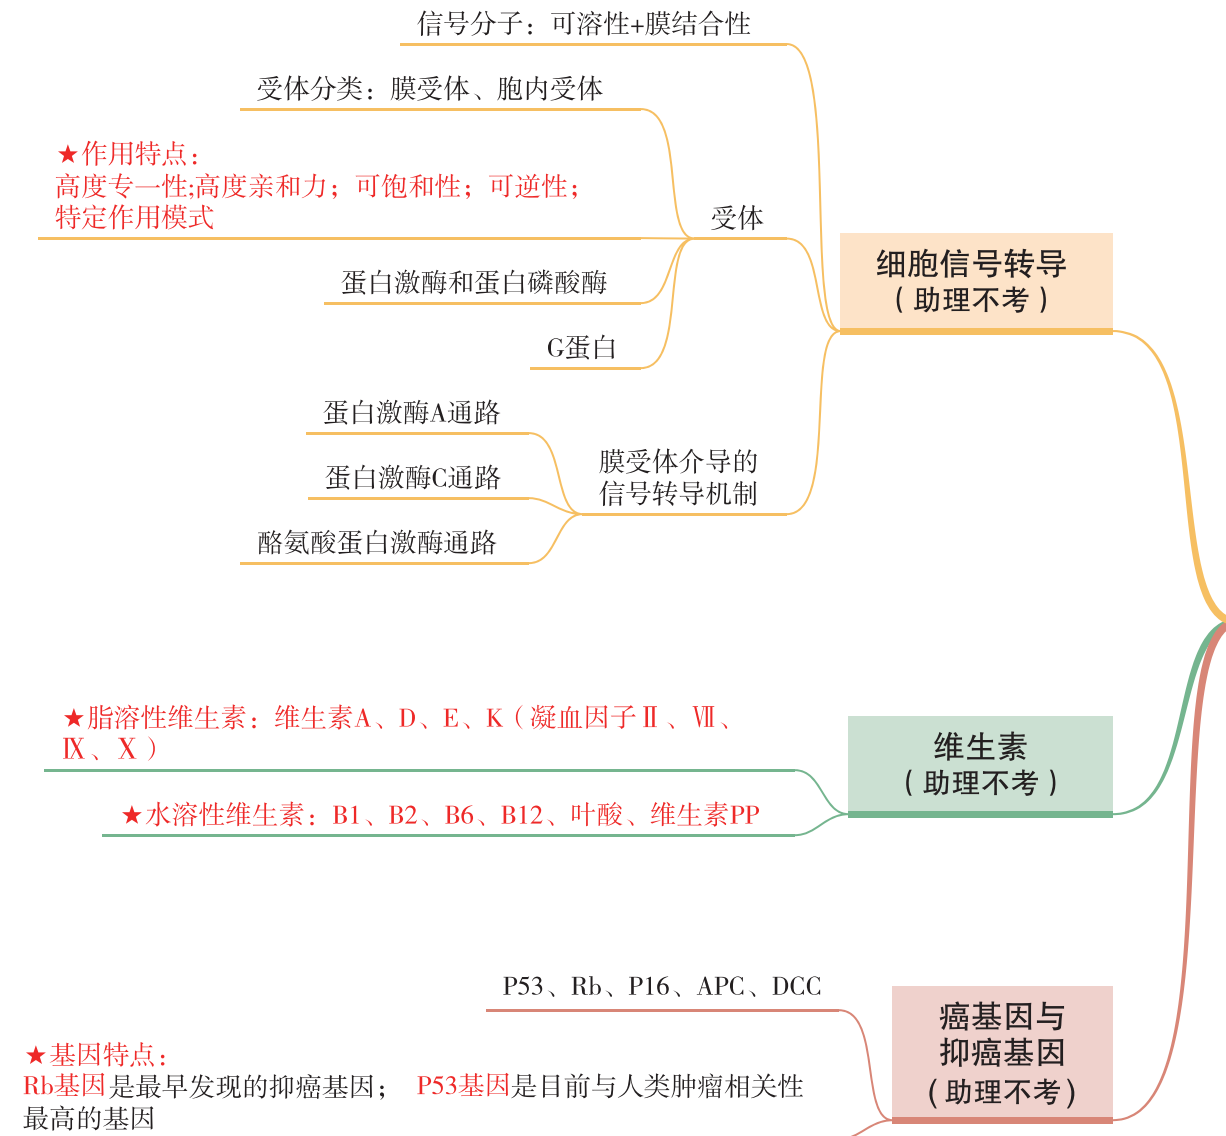 信号分子：可溶性+膜结合性
受体分类：膜受体、胞内受体
★作用特点：
高度专一性;高度亲和力；可饱和性；可逆性；
特定作用模式
受体
蛋白激酶和蛋白磷酸酶
G蛋白
细胞信号转导
（助理不考）
蛋白激酶A通路
蛋白激酶C通路
酪氨酸蛋白激酶通路
膜受体介导的
信号转导机制
★脂溶性维生素：维生素A、D、E、K（凝血因子Ⅱ、Ⅶ、
Ⅸ、Ⅹ）
★水溶性维生素：B1、B2、B6、B12、叶酸、维生素PP
维生素
（助理不考）
P53、Rb、P16、APC、DCC
★基因特点：
Rb基因是最早发现的抑癌基因； P53基因是目前与人类肿瘤相关性
最高的基因
癌基因与
抑癌基因
（助理不考）